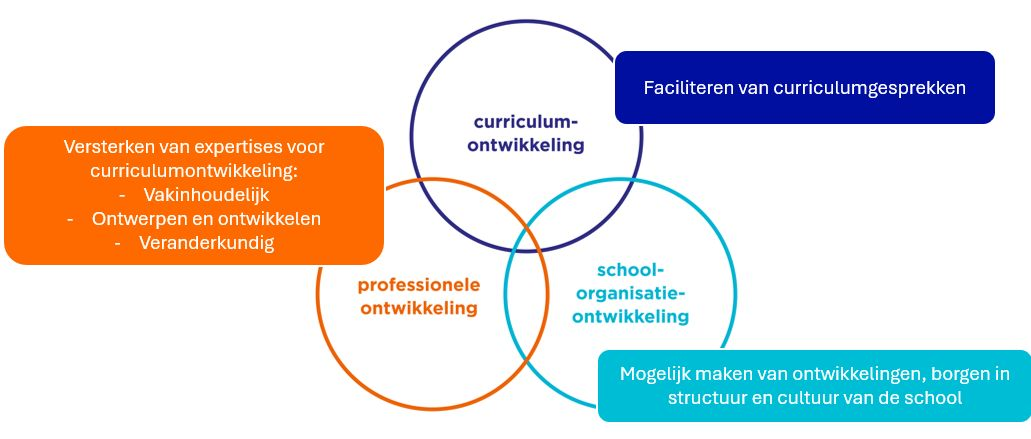 Faciliteren van curriculumgesprekken
curriculum-
ontwikkeling
Versterken van expertises voor
curriculumontwikkeling:
- Vakinhoudelijk
- Ontwerpen en ontwikkelen
- Veranderkundig
professionele
ontwikkeling
school-
organisatie-
ontwikkeling
Mogelijk maken van ontwikkelingen, borgen in
structuur en cultuur van de school